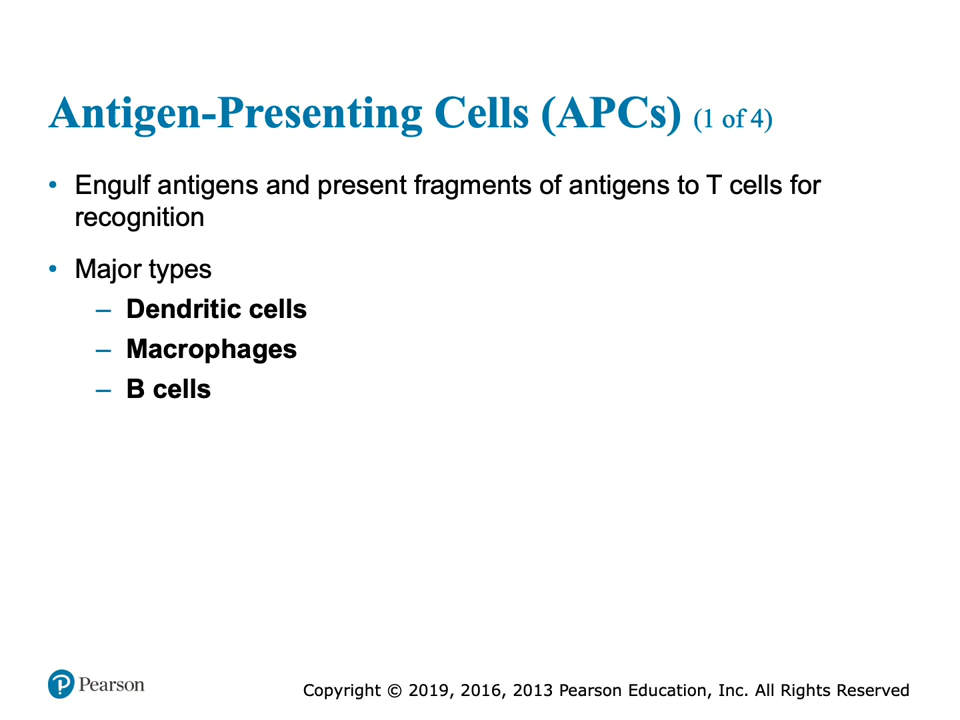 Antigen-Presenting Cells (APCs) (1 of 4)
• Engulf antigens and present fragments of antigens to T cells for
recognition
• Major types
– Dendritic cells
– Macrophages
– B cells
Pearson
Copyright © 2019, 2016, 2013 Pearson Education, Inc. All Rights Reserved